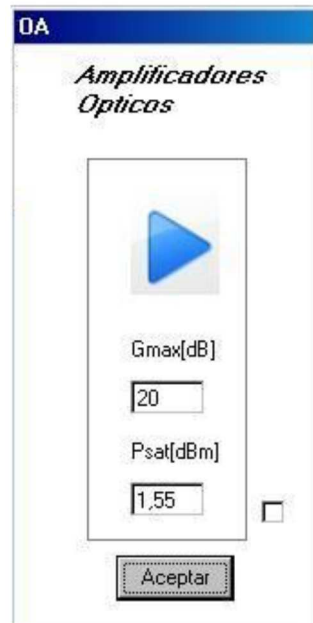 OA
Amplificadores
Opticos
Gmax[dB]
20
Psat[dBm]
1,55
Aceptar